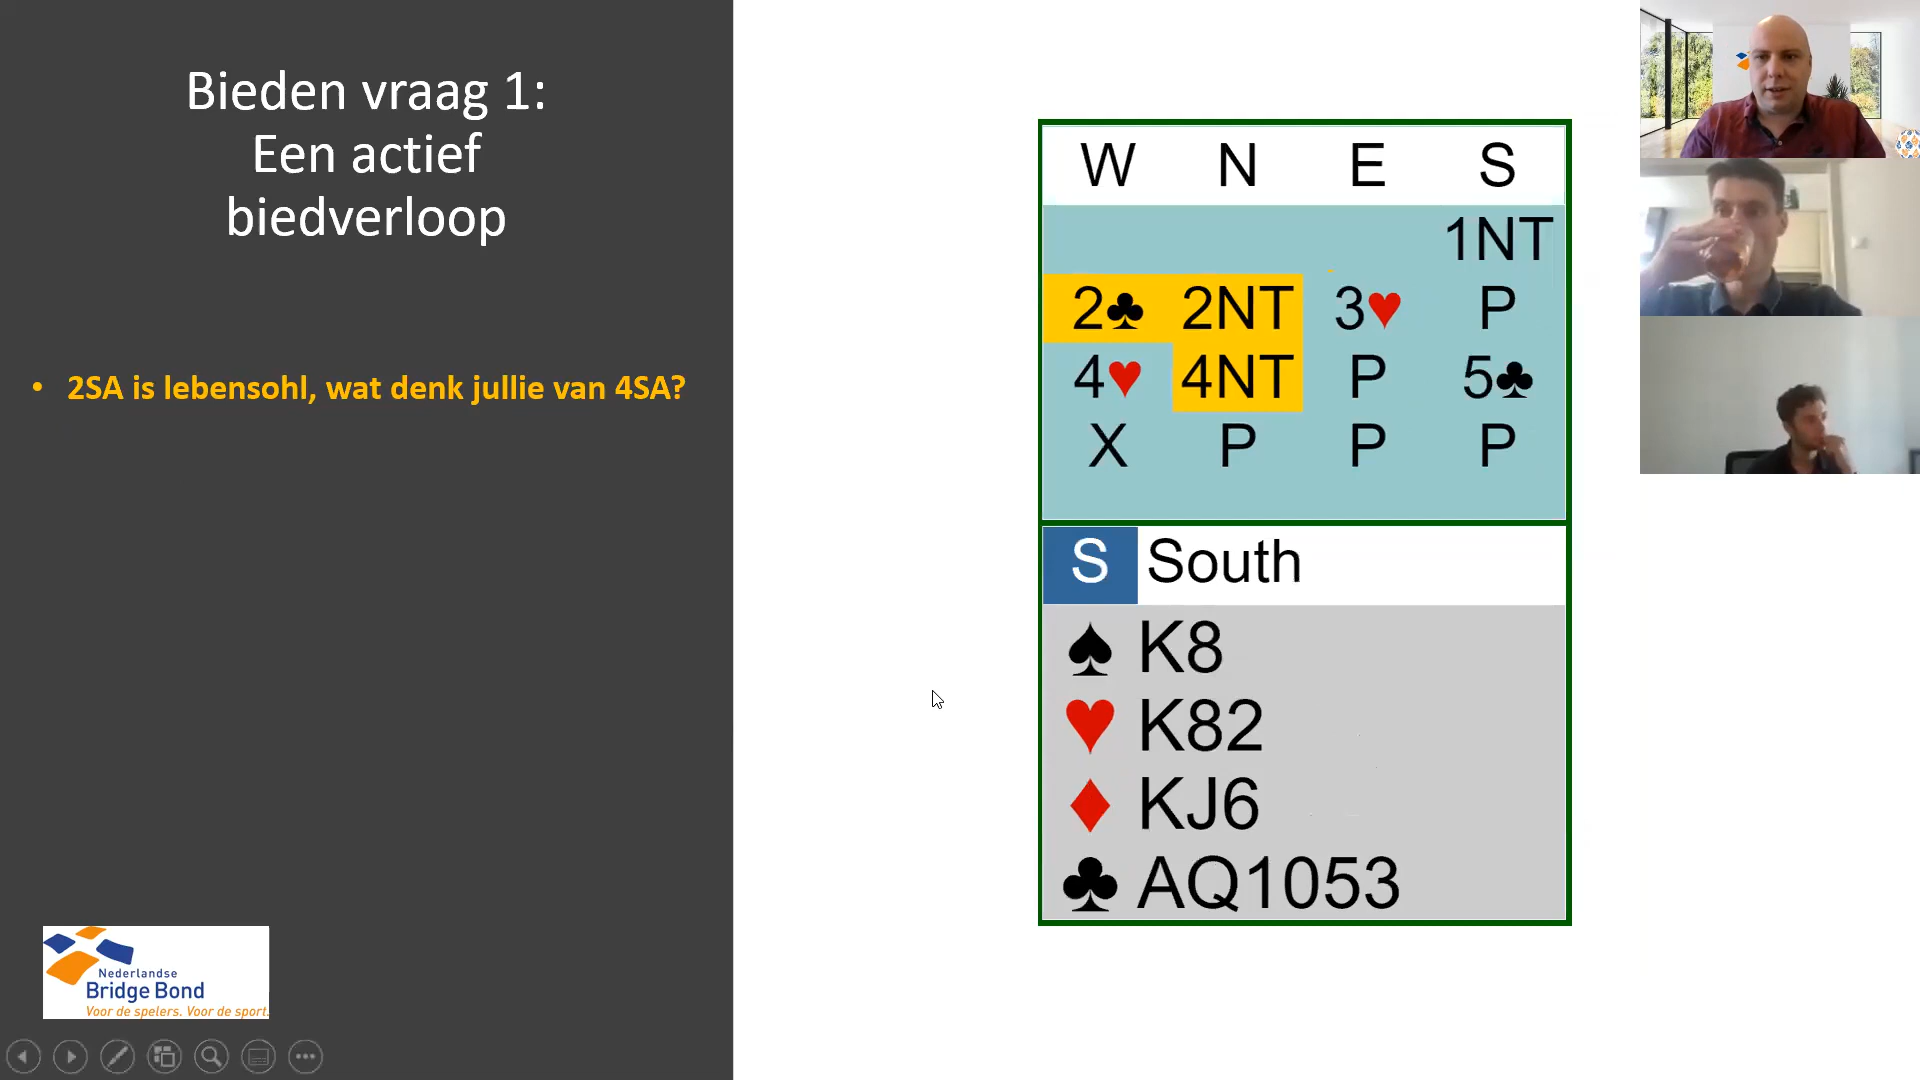 Bieden vraag 1:
Een actief
biedverloop
• 2SA is lebensohl, wat denk jullie van 4SA?
W N E S
1NT
2♣ 2NT 3♥ P
4♥ 4NT P 5♣
X P P P
S South
♠ K8
♥ K82
♦ KJ6
♣ AQ1053
Nederlandse
Bridge Bond
Voor de spelers. Voor de sport.